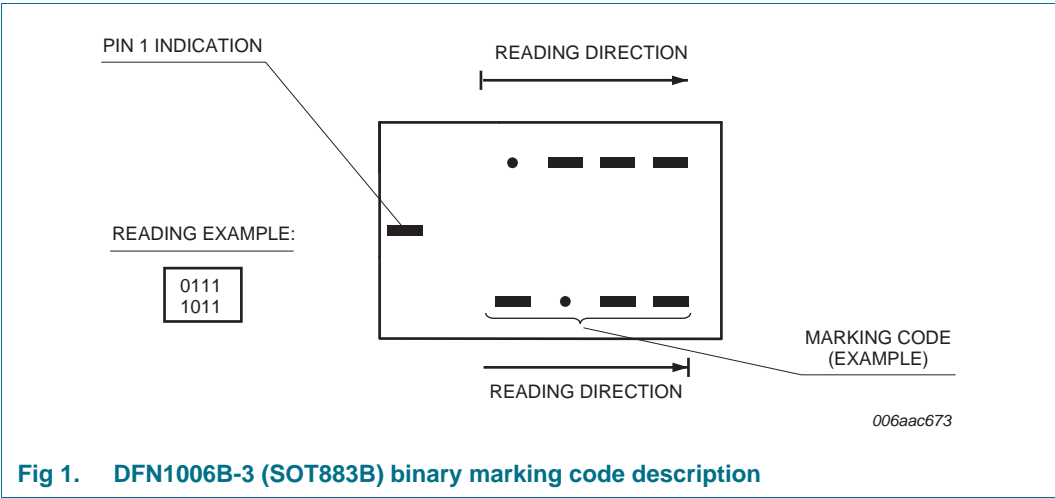 PIN 1 INDICATION
READING DIRECTION
READING EXAMPLE:
0111
1011
MARKING CODE
(EXAMPLE)
READING DIRECTION
006aac673
Fig 1. DFN1006B-3 (SOT883B) binary marking code description